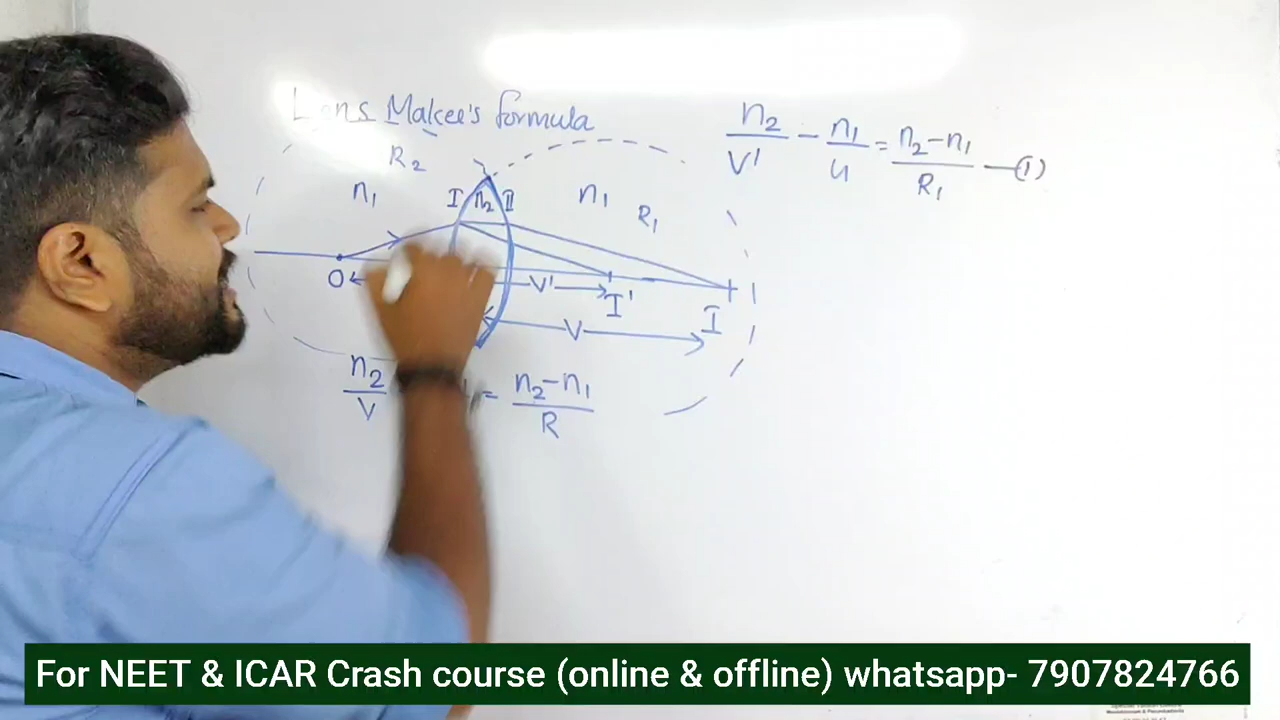 Lens Makee's formula
n2/V' - n1/u = n2-n1/R1 —(1)
R2
n1 I n2 II n1 R1
O V' I'
V I
n2/V = n2-n1/R
For NEET & ICAR Crash course (online & offline) whatsapp- 7907824766